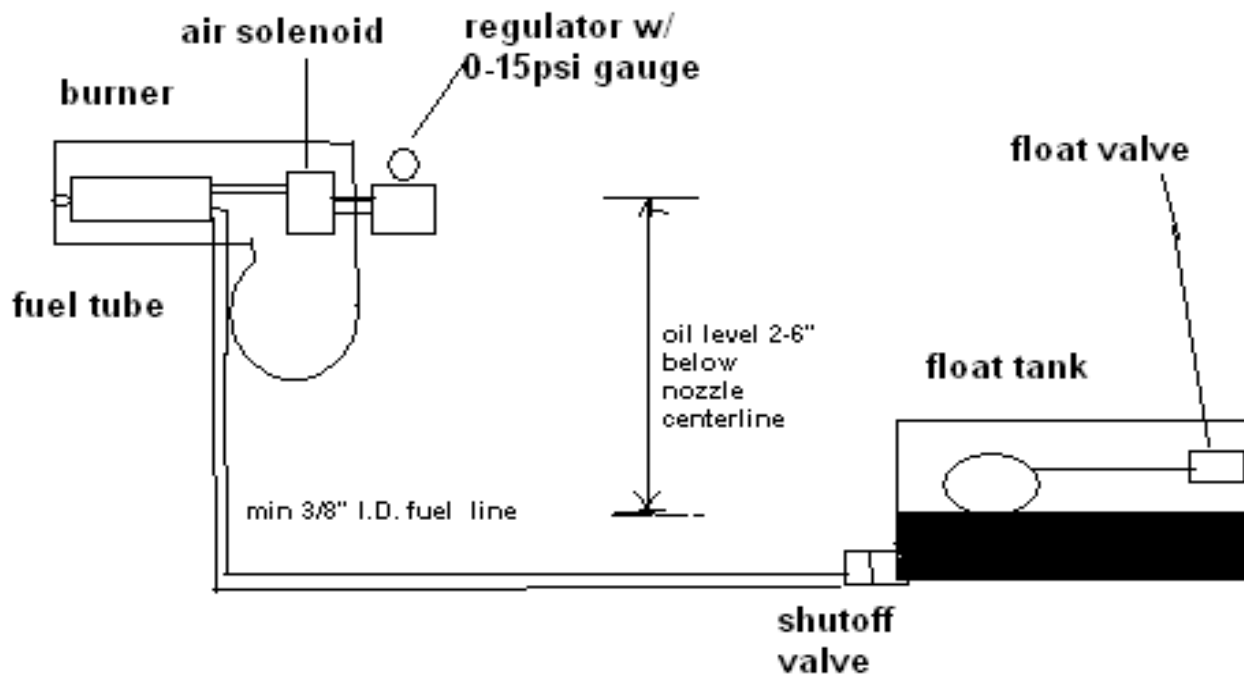 air solenoid
regulator w/
0-15psi gauge
burner
float valve
fuel tube
oil level 2-6"
below
nozzle
centerline
float tank
min 3/8" I.D. fuel line
shutoff
valve